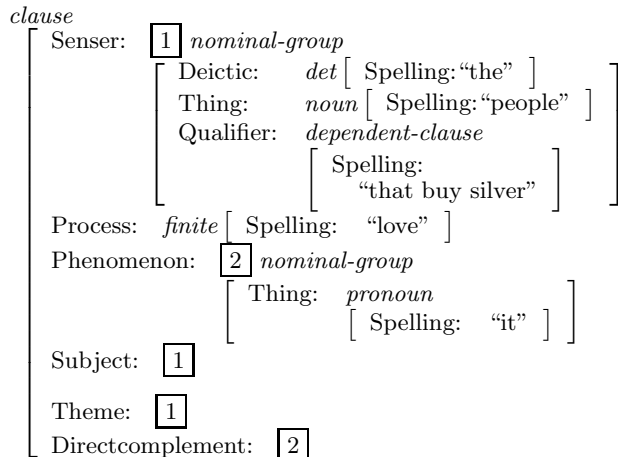 clause
Senser: 1 nominal-group
Deictic: det [ Spelling: “the” ]
Thing: noun [ Spelling: “people” ]
Qualifier: dependent-clause
[ Spelling:
“that buy silver” ]
Process: finite [ Spelling: “love” ]
Phenomenon: 2 nominal-group
[ Thing: pronoun
[ Spelling: “it” ] ]
Subject: 1
Theme: 1
Directcomplement: 2